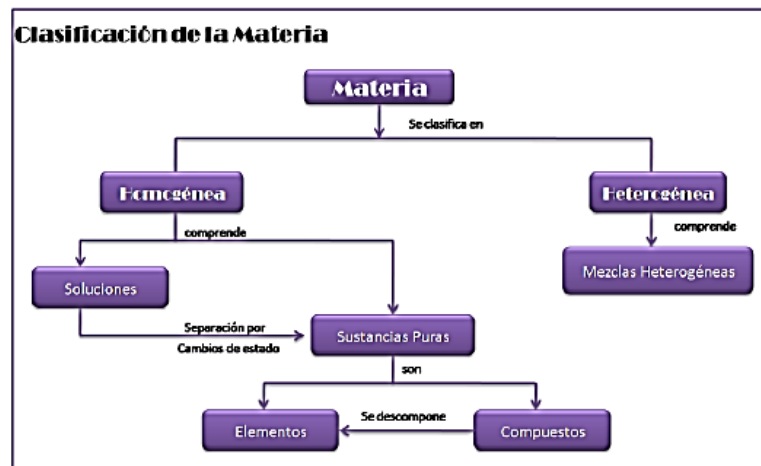 Clasificación de la Materia
Materia
Se clasifica en
Homogénea
Heterogénea
comprende
comprende
Soluciones
Mezclas Heterogéneas
Separación por
Cambios de estado
Sustancias Puras
son
Elementos
Se descompone
Compuestos